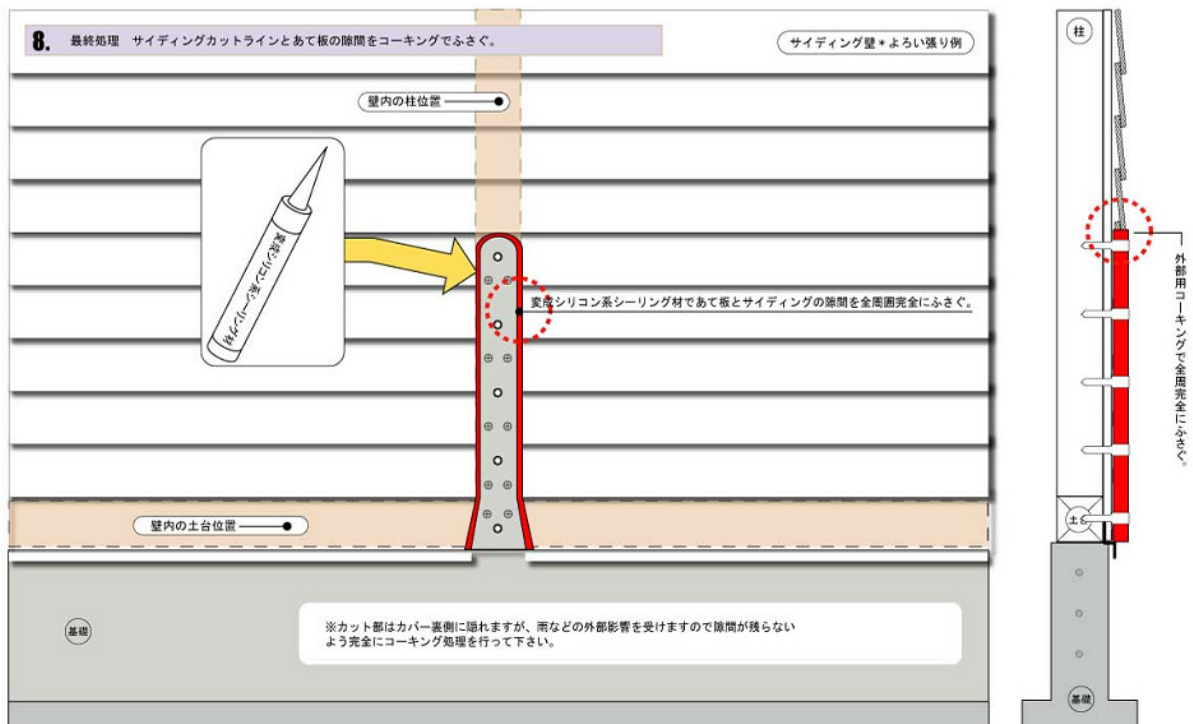 8. 最終処理 サイディングカットラインとあて板の隙間をコーキングでふさぐ。
サイディング壁*よろい張り例
柱
壁内の柱位置
変成シリコン系シーリング材
変成シリコン系シーリング材であて板とサイディングの隙間を全周囲完全にふさぐ。
外部用コーキングで全周完全にふさぐ。
壁内の土台位置
土台
基礎
※カット部はカバー裏側に隠れますが、雨などの外部影響を受けますので隙間が残らない
よう完全にコーキング処理を行って下さい。
基礎